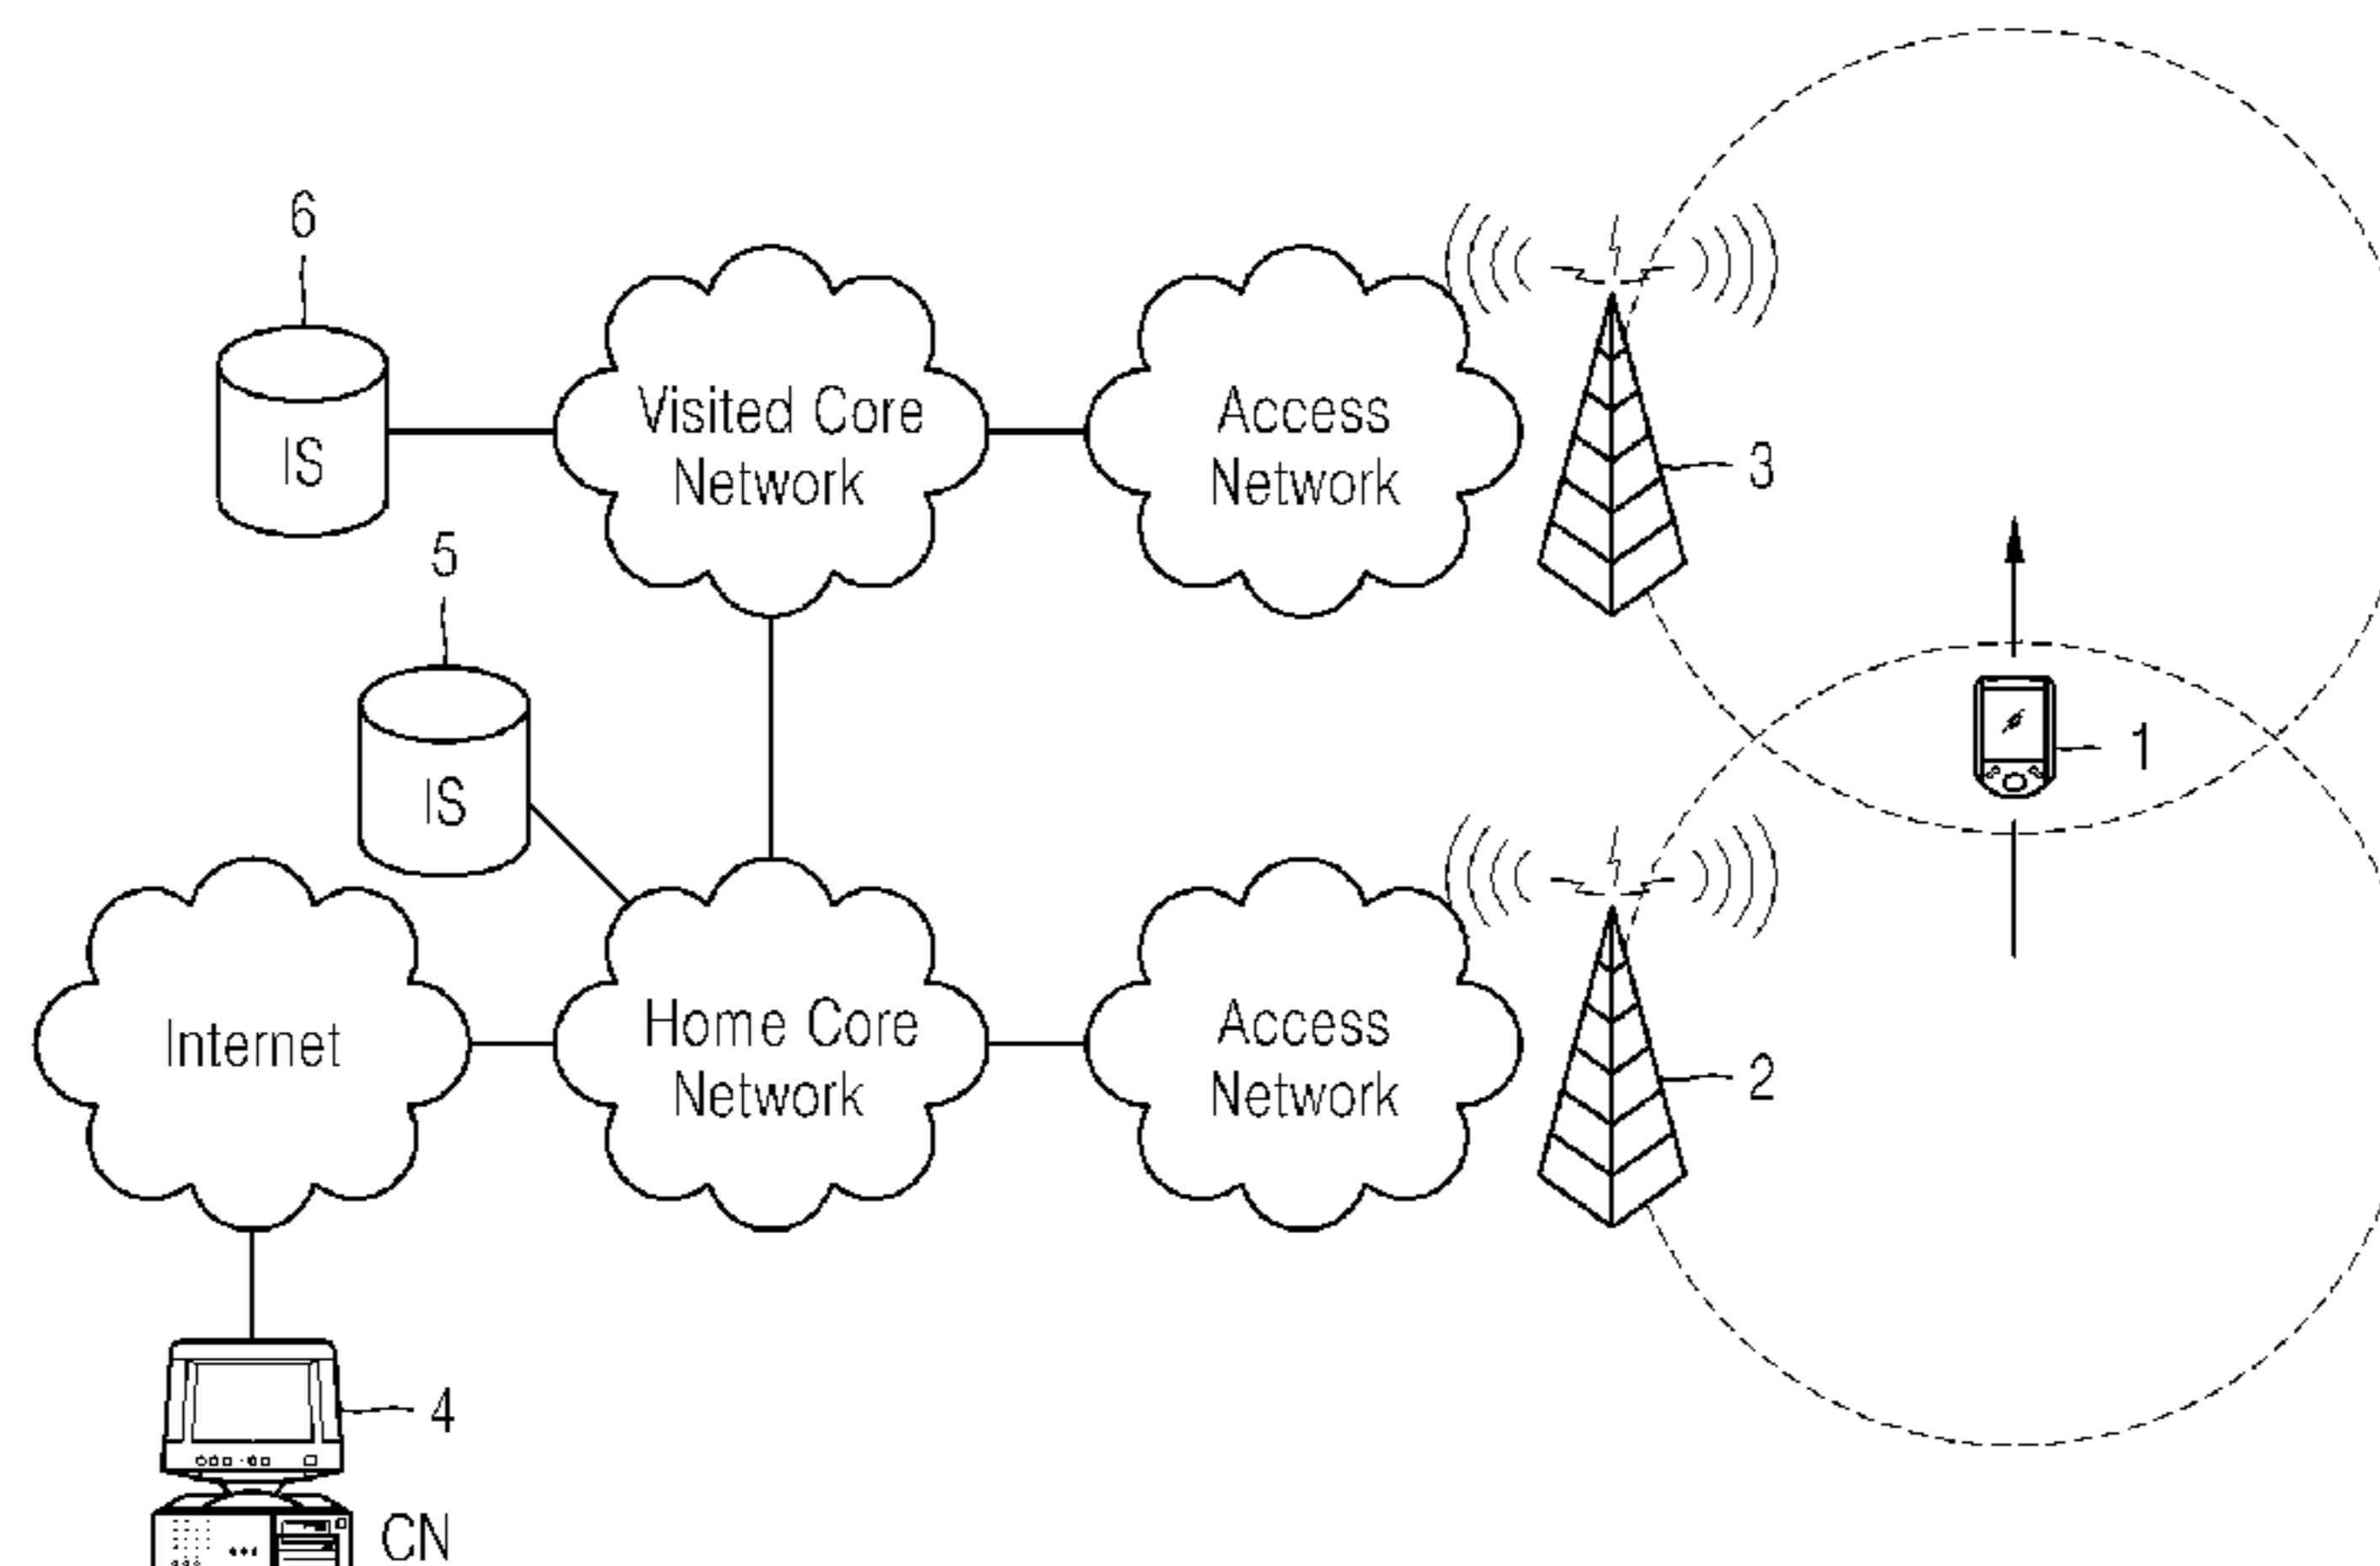 6
IS
Visited Core
Network
Access
Network
3
5
IS
1
Internet
Home Core
Network
Access
Network
2
4
CN